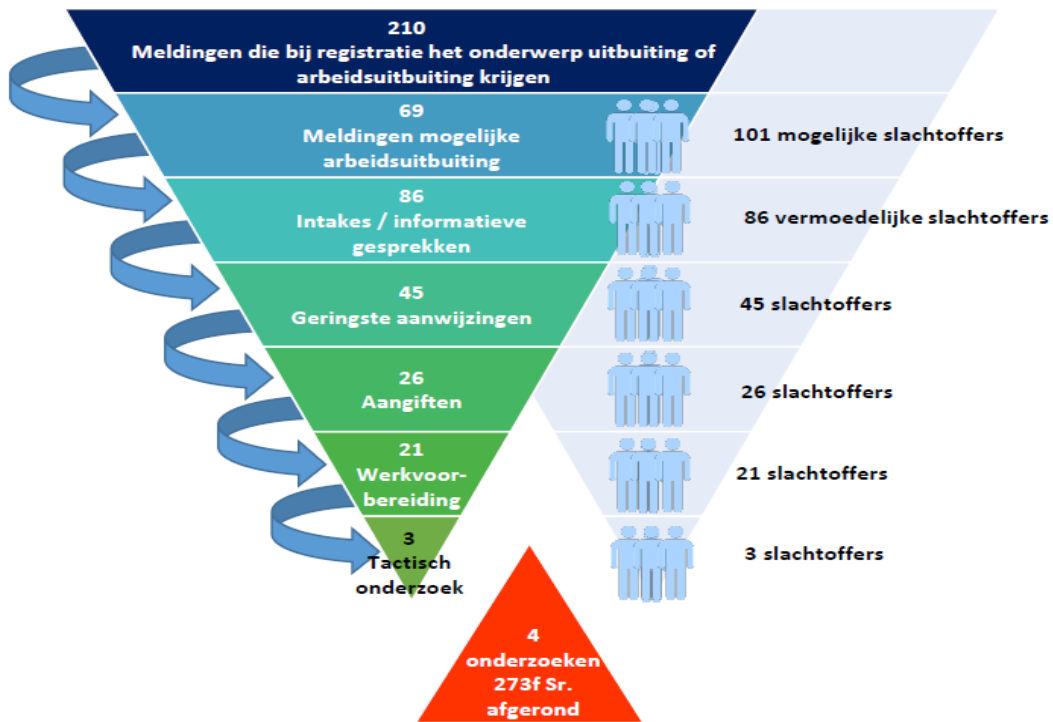 210
Meldingen die bij registratie het onderwerp uitbuiting of
arbeidsuitbuiting krijgen
69
Meldingen mogelijke
arbeidsuitbuiting
101 mogelijke slachtoffers
86
Intakes / informatieve
gesprekken
86 vermoedelijke slachtoffers
45
Geringste aanwijzingen
45 slachtoffers
26
Aangiften
26 slachtoffers
21
Werkvoor-
bereiding
21 slachtoffers
3
Tactisch
onderzoek
3 slachtoffers
4
onderzoeken
273f Sr.
afgerond